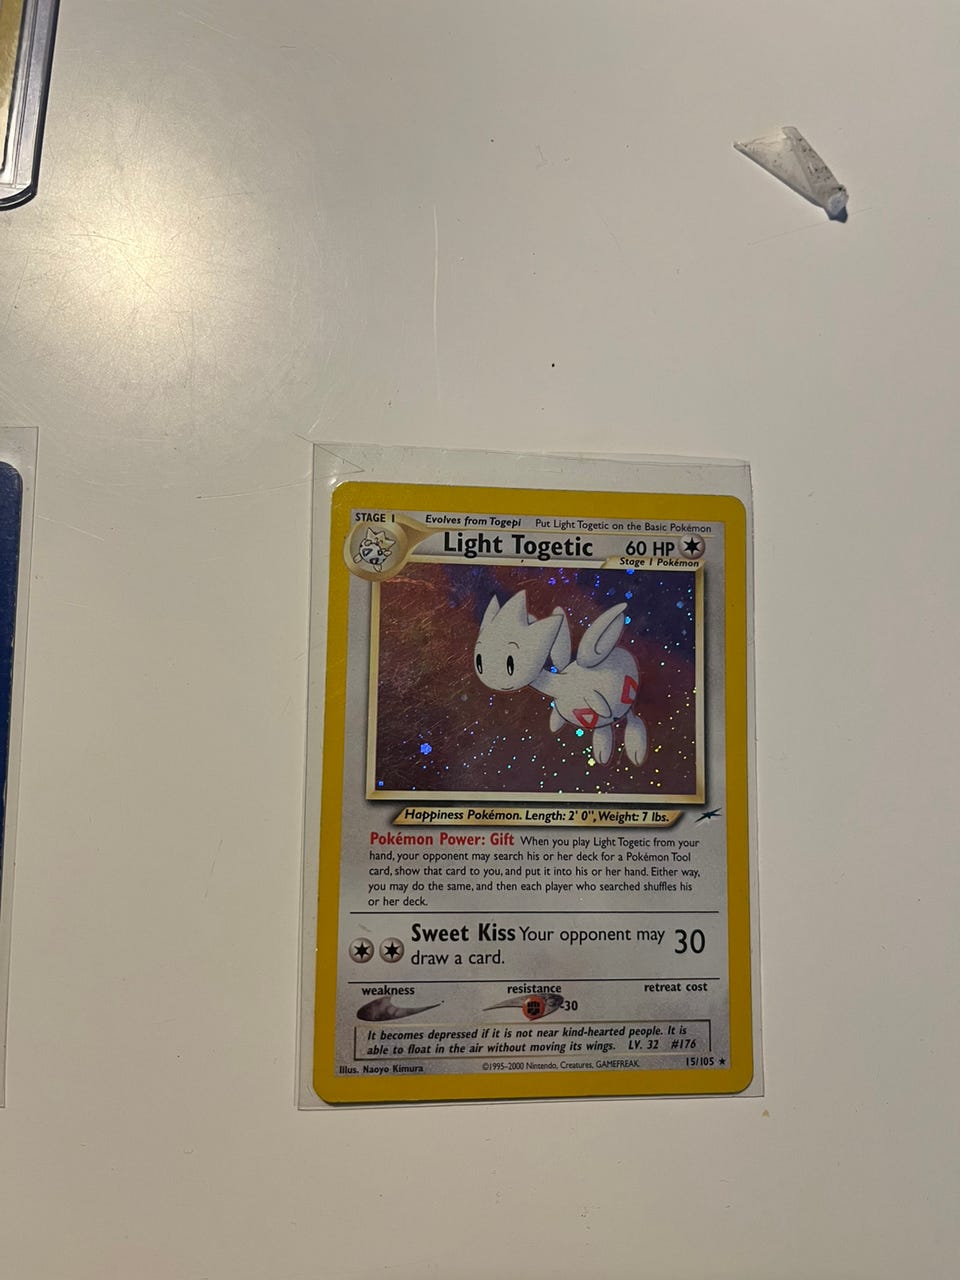 STAGE 1 Evolves from Togepi Put Light Togetic on the Basic Pokémon
Light Togetic 60 HP
Stage 1 Pokémon
Happiness Pokémon. Length: 2' 0", Weight: 7 lbs.
Pokémon Power: Gift When you play Light Togetic from your
hand, your opponent may search his or her deck for a Pokémon Tool
card, show that card to you, and put it into his or her hand. Either way,
you may do the same, and then each player who searched shuffles his
or her deck.
Sweet Kiss Your opponent may 30
draw a card.
weakness resistance retreat cost
-30
It becomes depressed if it is not near kind-hearted people. It is
able to float in the air without moving its wings. LV. 32 #176
Illus. Naoyo Kimura ©1995-2000 Nintendo, Creatures, GAMEFREAK. 15/105 ★